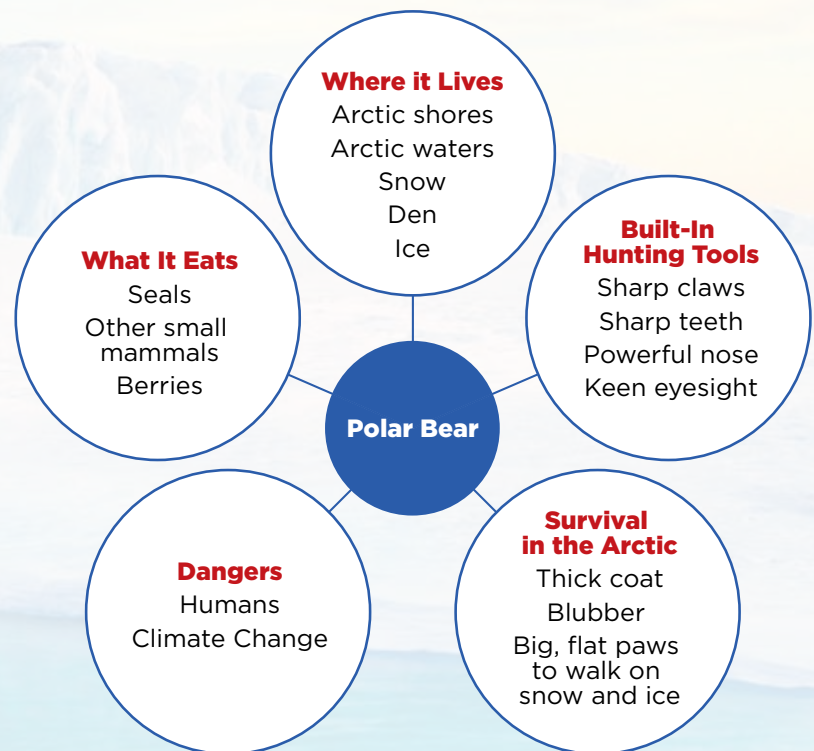 Where it Lives
Arctic shores
Arctic waters
Snow
Den
Ice
What It Eats
Seals
Other small
mammals
Berries
Built-In
Hunting Tools
Sharp claws
Sharp teeth
Powerful nose
Keen eyesight
Polar Bear
Dangers
Humans
Climate Change
Survival
in the Arctic
Thick coat
Blubber
Big, flat paws
to walk on
snow and ice